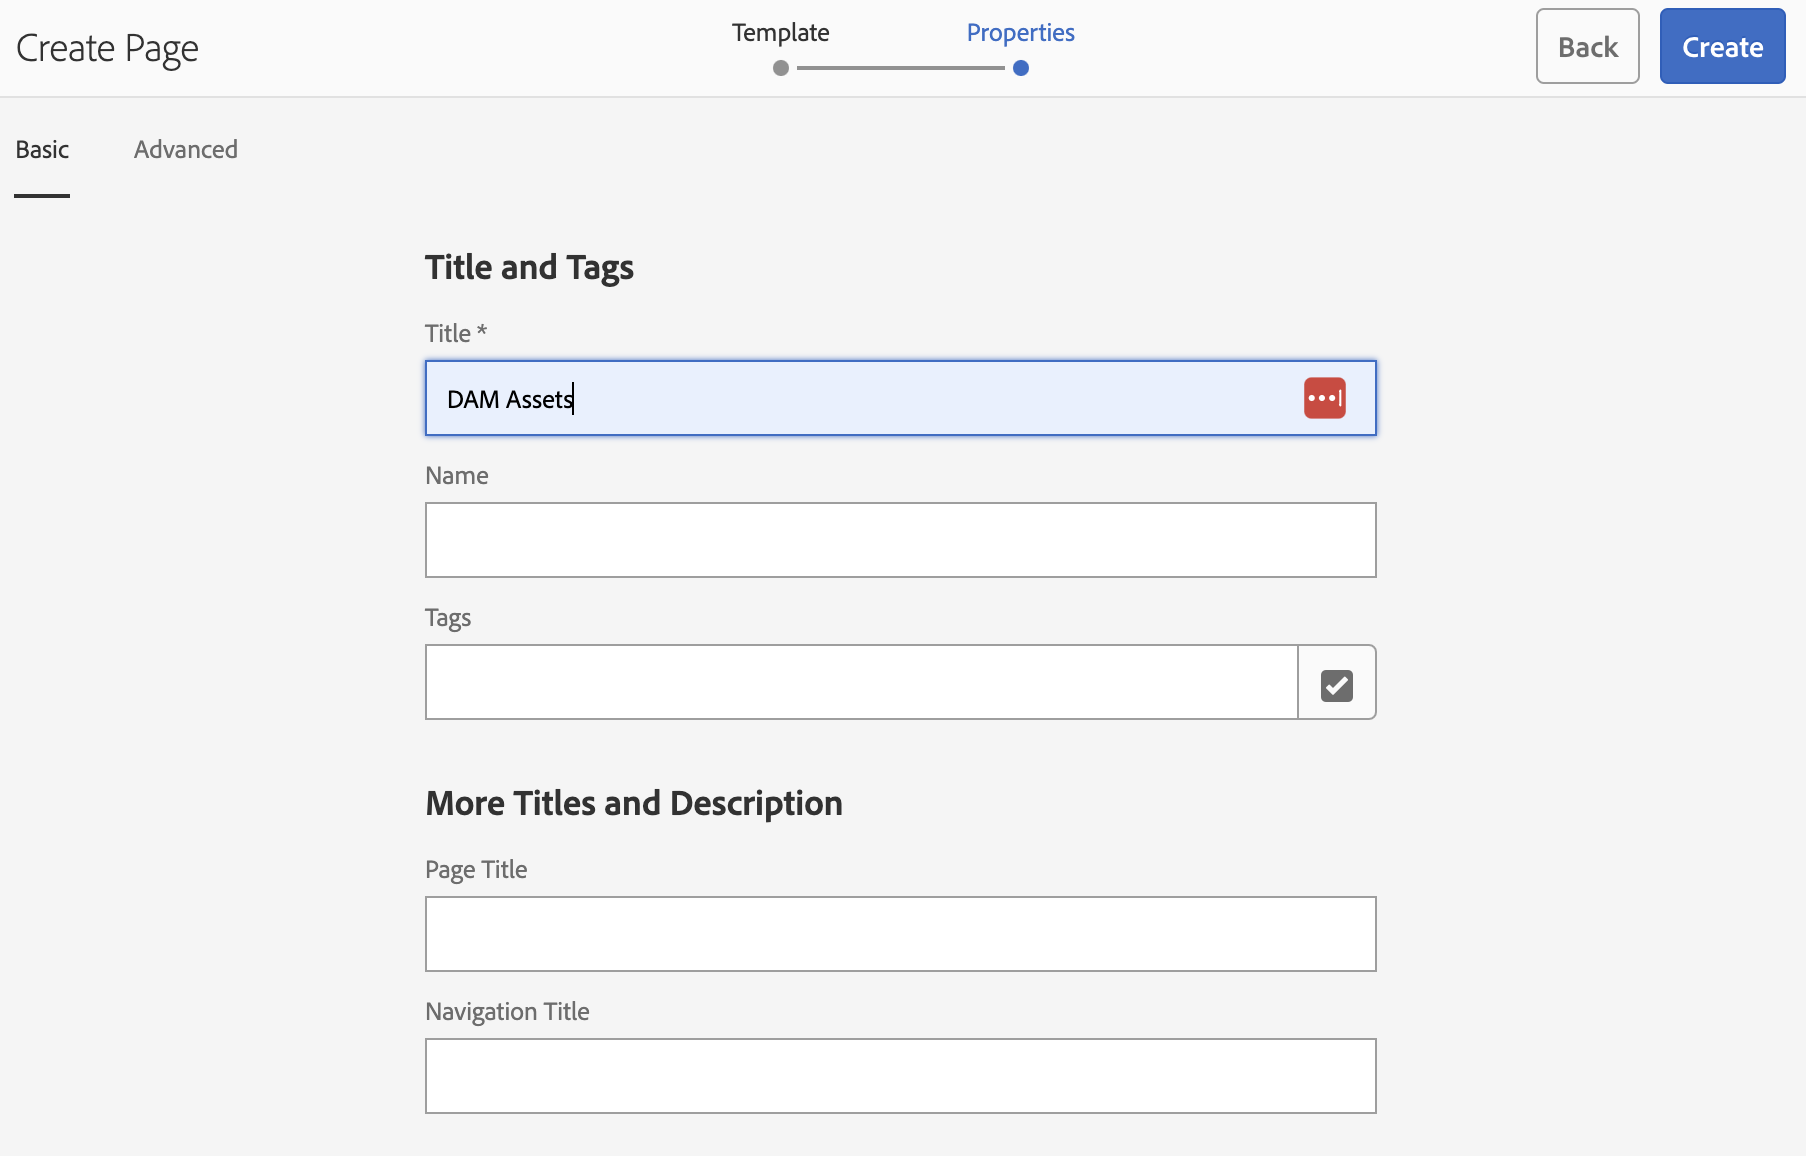 Create Page
Template
Properties
Back
Create
Basic
Advanced
Title and Tags
Title *
DAM Assets
Name
Tags
More Titles and Description
Page Title
Navigation Title